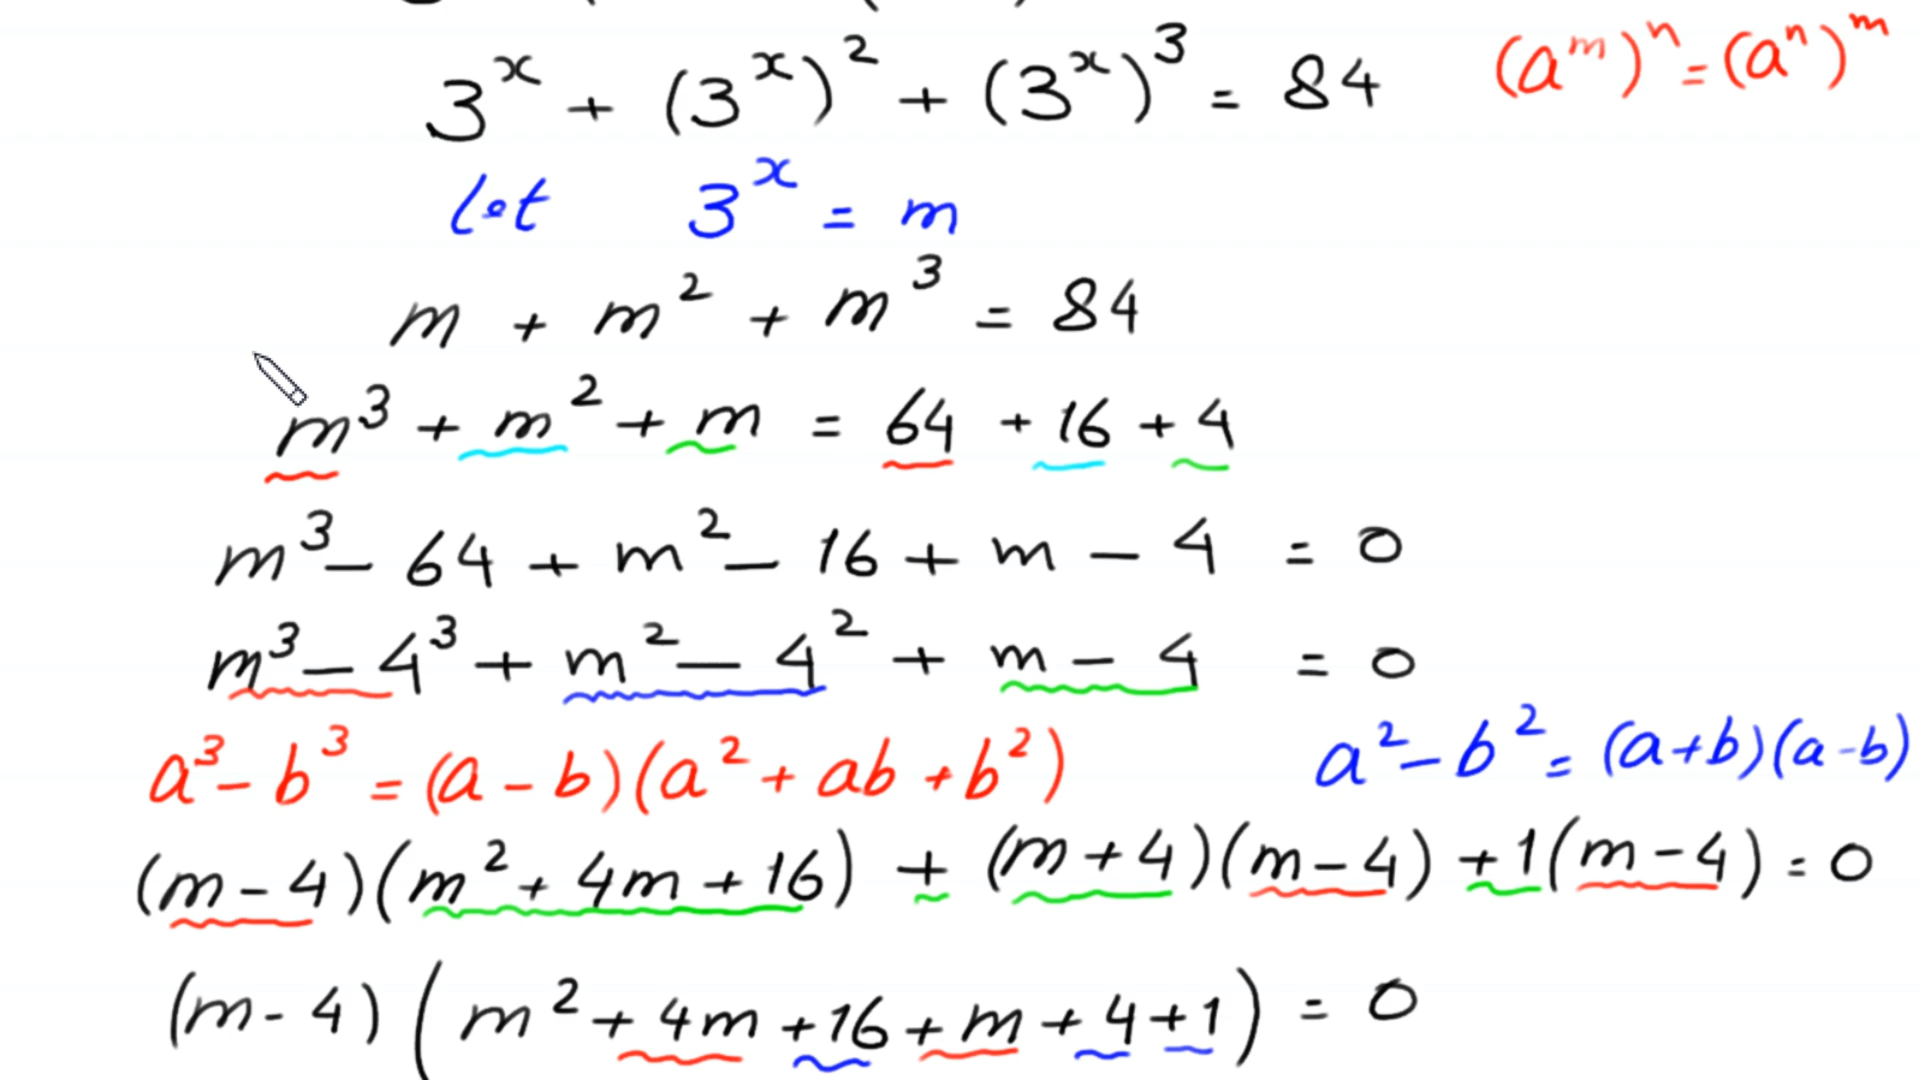 3^x + (3^x)^2 + (3^x)^3 = 84 (a^m)^n = (a^n)^m
let 3^x = m
m + m^2 + m^3 = 84
m^3 + m^2 + m = 64 + 16 + 4
m^3 - 64 + m^2 - 16 + m - 4 = 0
m^3 - 4^3 + m^2 - 4^2 + m - 4 = 0
a^3 - b^3 = (a - b)(a^2 + ab + b^2) a^2 - b^2 = (a+b)(a-b)
(m - 4)(m^2 + 4m + 16) + (m + 4)(m - 4) + 1(m - 4) = 0
(m - 4)(m^2 + 4m + 16 + m + 4 + 1) = 0